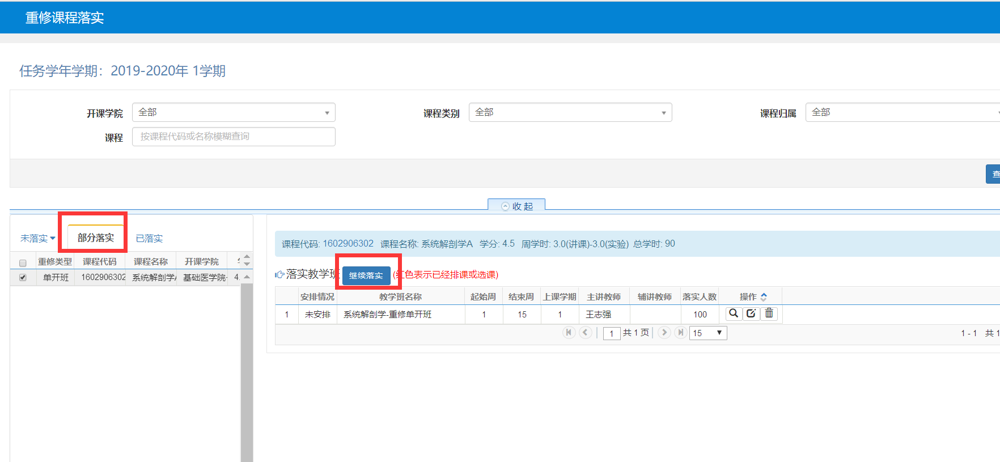 重修课程落实
任务学年学期：2019-2020年 1学期
开课学院 全部 课程类别 全部 课程归属 全部
课程 按课程代码或名称模糊查询
查
收 起
未落实 部分落实 已落实
重修类型 课程代码 课程名称 开课学院
单开班 1602906302 系统解剖学A 基础医学院- 4.
课程代码: 1602906302 课程名称: 系统解剖学A 学分: 4.5 周学时: 3.0(讲课)-3.0(实验) 总学时: 90
落实教学班 继续落实 (红色表示已经排课或选课)
安排情况 教学班名称 起始周 结束周 上课学期 主讲教师 辅讲教师 落实人数 操作
1 未安排 系统解剖学-重修单开班 1 15 1 王志强 100
1 共 1 页 15 1 - 1 共 1